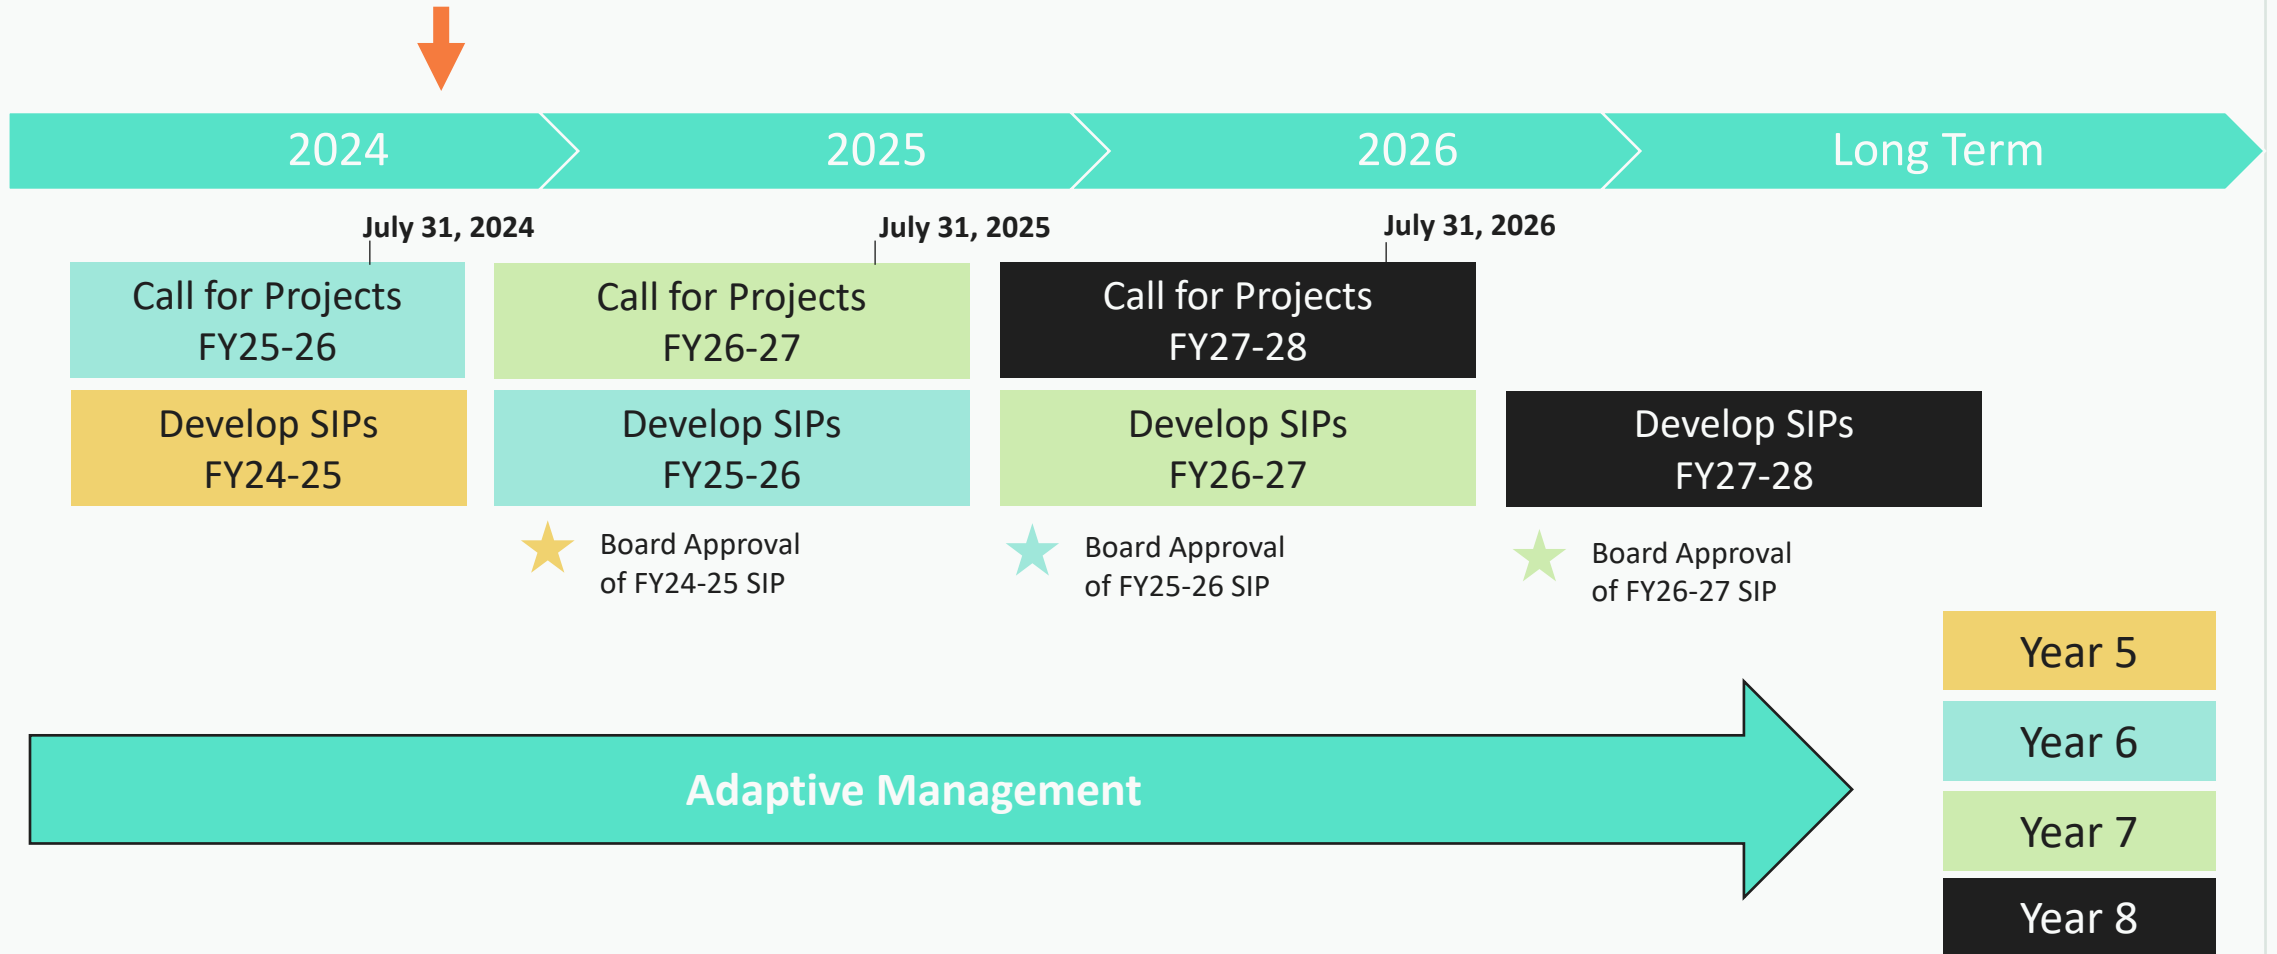 2024
2025
2026
Long Term
July 31, 2024
July 31, 2025
July 31, 2026
Call for Projects
FY25-26
Call for Projects
FY26-27
Call for Projects
FY27-28
Develop SIPs
FY24-25
Develop SIPs
FY25-26
Develop SIPs
FY26-27
Develop SIPs
FY27-28
Board Approval
of FY24-25 SIP
Board Approval
of FY25-26 SIP
Board Approval
of FY26-27 SIP
Year 5
Year 6
Year 7
Year 8
Adaptive Management